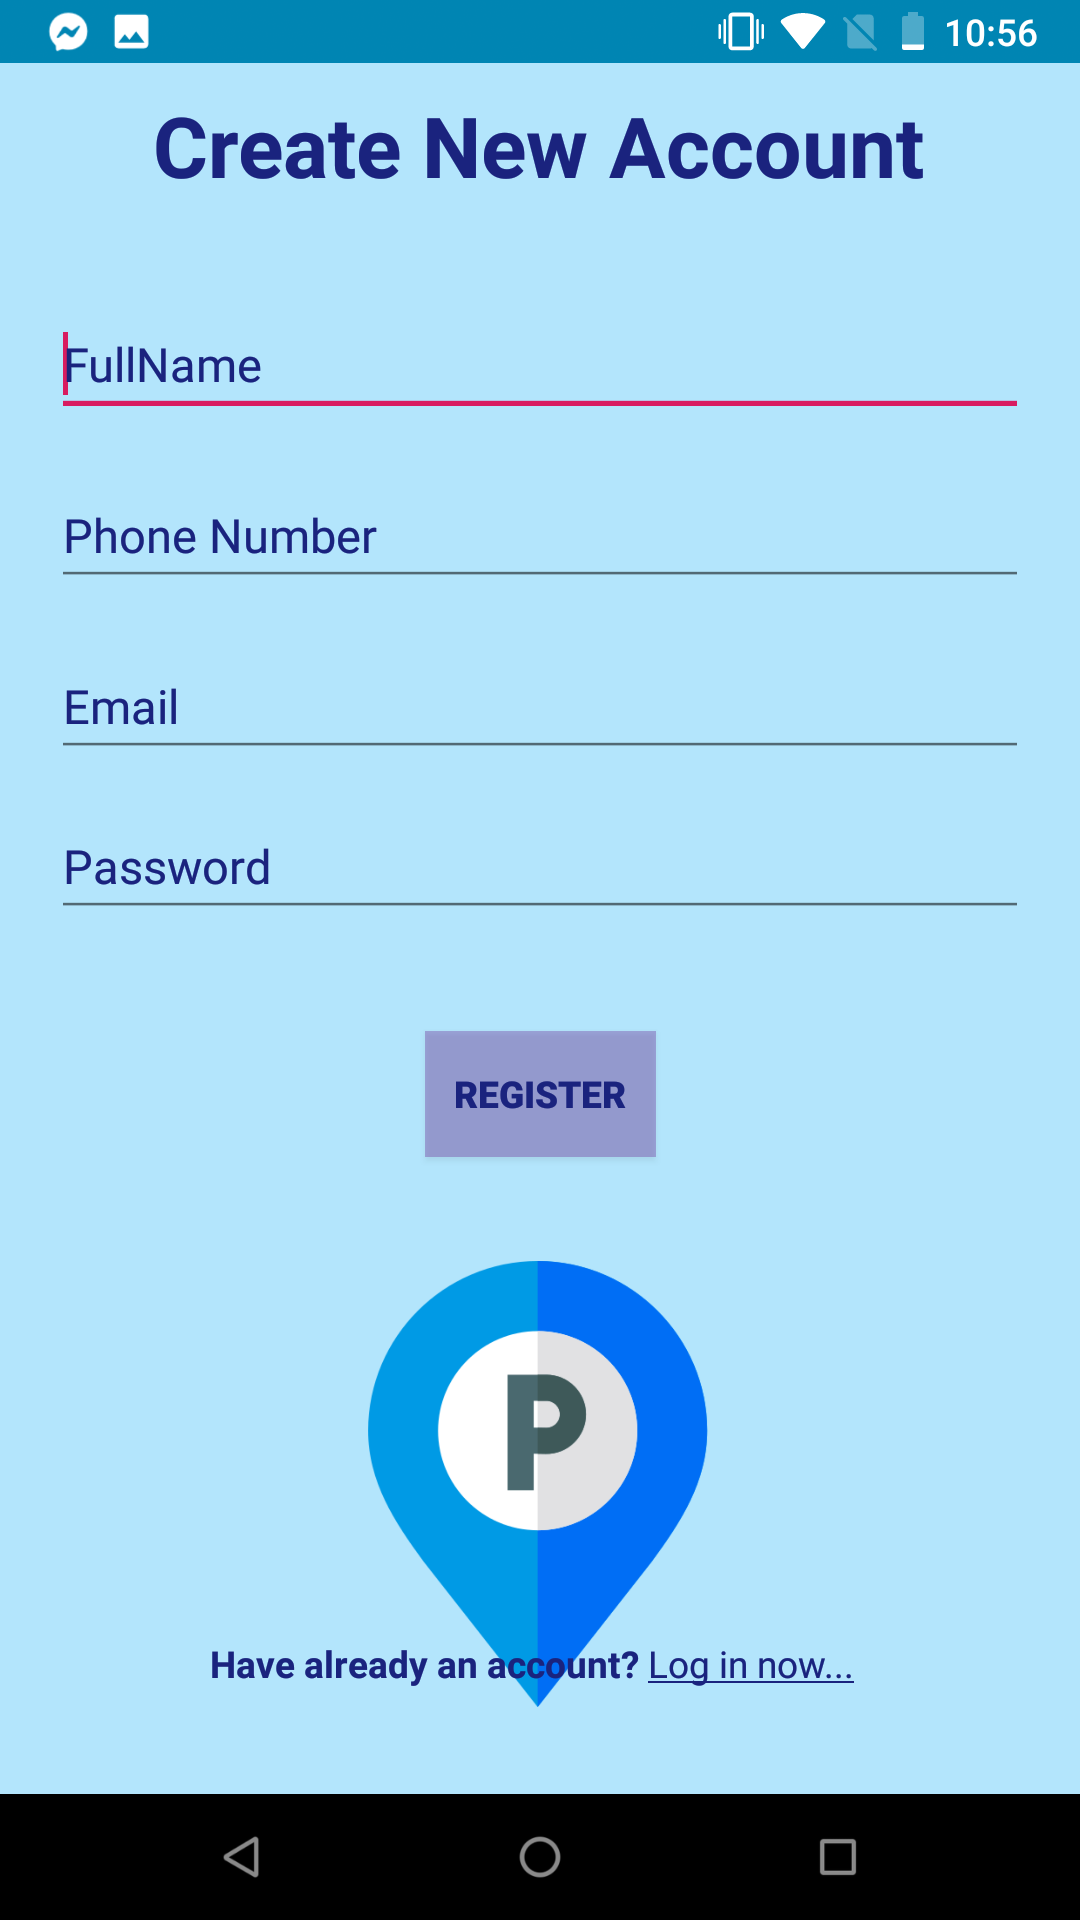 10:56
Create New Account
FullName
Phone Number
Email
Password
REGISTER
P
Have already an account? Log in now...